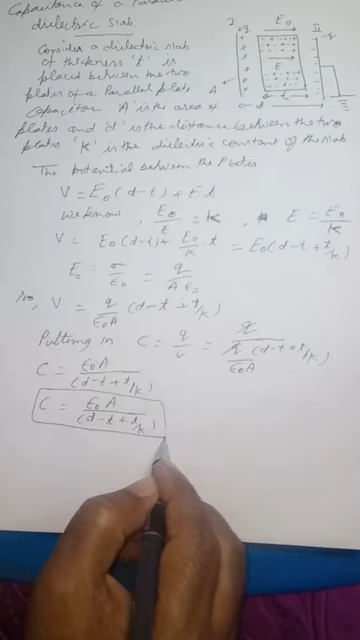 Capacitance of a Parallel
dielectric Slab.
Consider a dielectric slab
of thickness 't' is
placed between the two
plates of a Parallel plate
Capacitor 'A' is the area of
plates and 'd' is the distance between the two
plates 'K' is the dielectric constant of the slab
I
E₀
II
+q
-q
E
A
t
d
The potential between the Plates
V = E₀(d-t) + Et
We know, E₀/E = K, E = E₀/K
V = E₀(d-t) + E₀/K · t = E₀(d-t+t/K)
E₀ = σ/ε₀ = q/Aε₀
So, V = q/ε₀A (d-t+t/K)
Putting in C = q/V = q/(q/ε₀A (d-t+t/K))
C = ε₀A/(d-t+t/K)
C = ε₀A/(d-t+t/K)